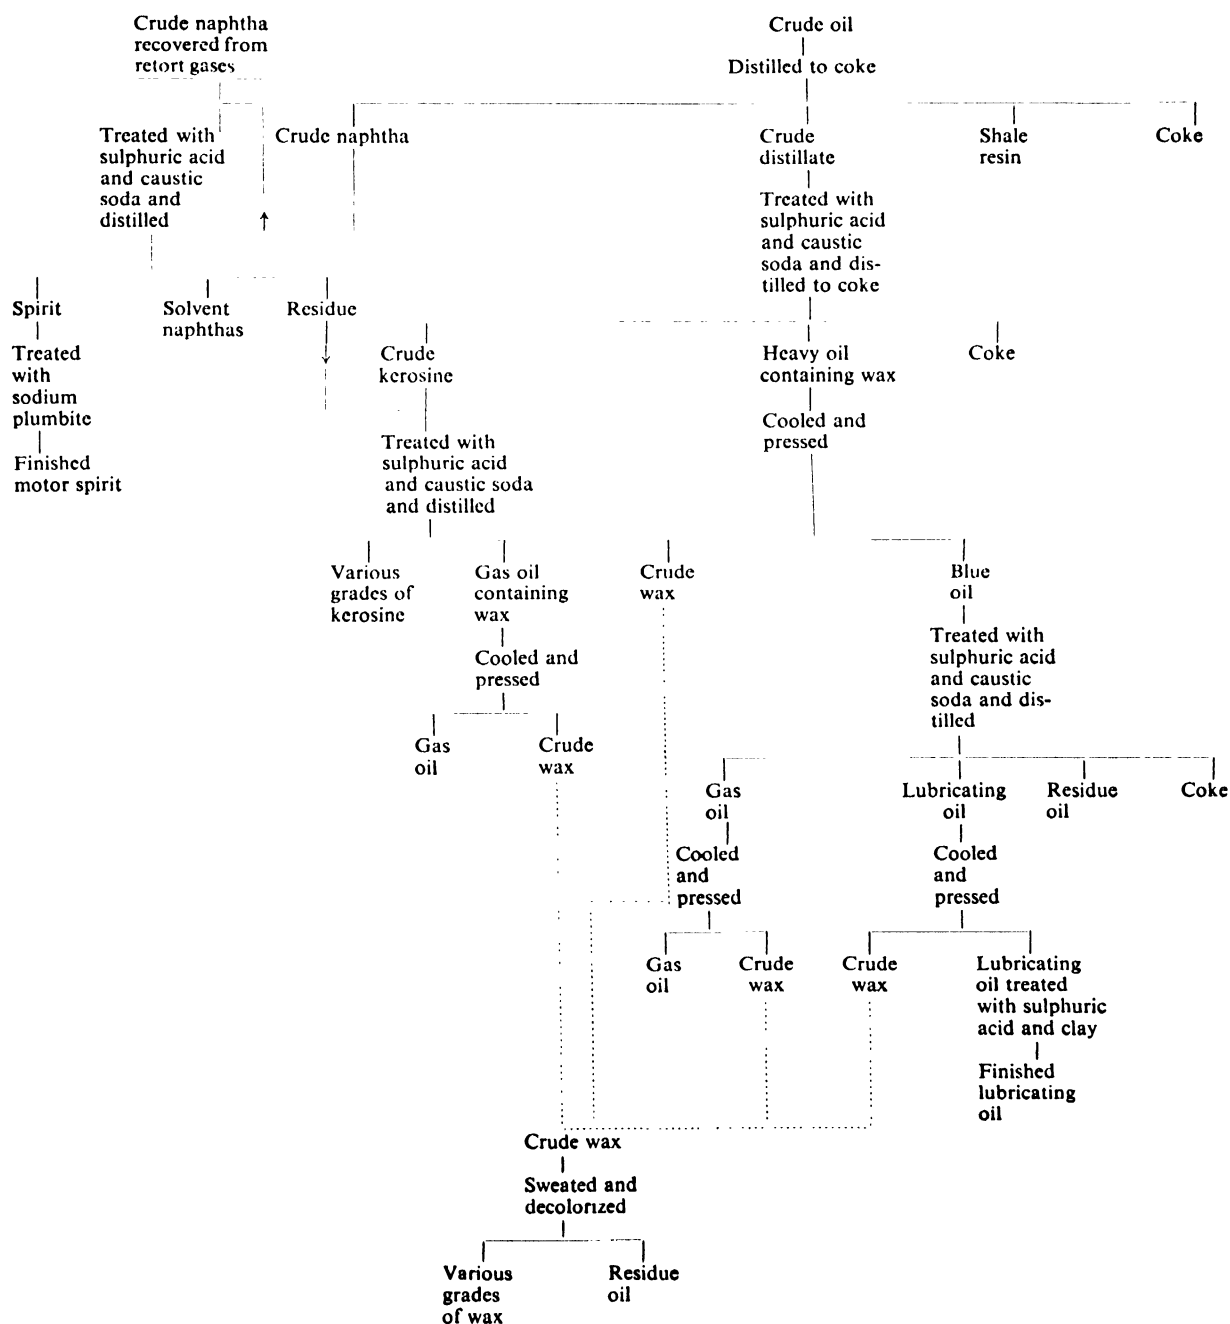 Crude naphtha
recovered from
retort gases
Crude oil
Distilled to coke
Treated with
sulphuric acid
and caustic
soda and
distilled
Crude naphtha
Crude
distillate
Shale
resin
Coke
Treated with
sulphuric acid
and caustic
soda and dis-
tilled to coke
Spirit
Solvent
naphthas
Residue
Treated
with
sodium
plumbite
Finished
motor spirit
Crude
kerosine
Heavy oil
containing wax
Coke
Cooled and
pressed
Treated with
sulphuric acid
and caustic soda
and distilled
Various
grades of
kerosine
Gas oil
containing
wax
Crude
wax
Blue
oil
Cooled and
pressed
Treated with
sulphuric acid
and caustic
soda and dis-
tilled
Gas
oil
Crude
wax
Gas
oil
Lubricating
oil
Residue
oil
Coke
Cooled
and
pressed
Cooled
and
pressed
Gas
oil
Crude
wax
Crude
wax
Lubricating
oil treated
with sulphuric
acid and clay
Finished
lubricating
oil
Crude wax
Sweated and
decolorized
Various
grades
of wax
Residue
oil